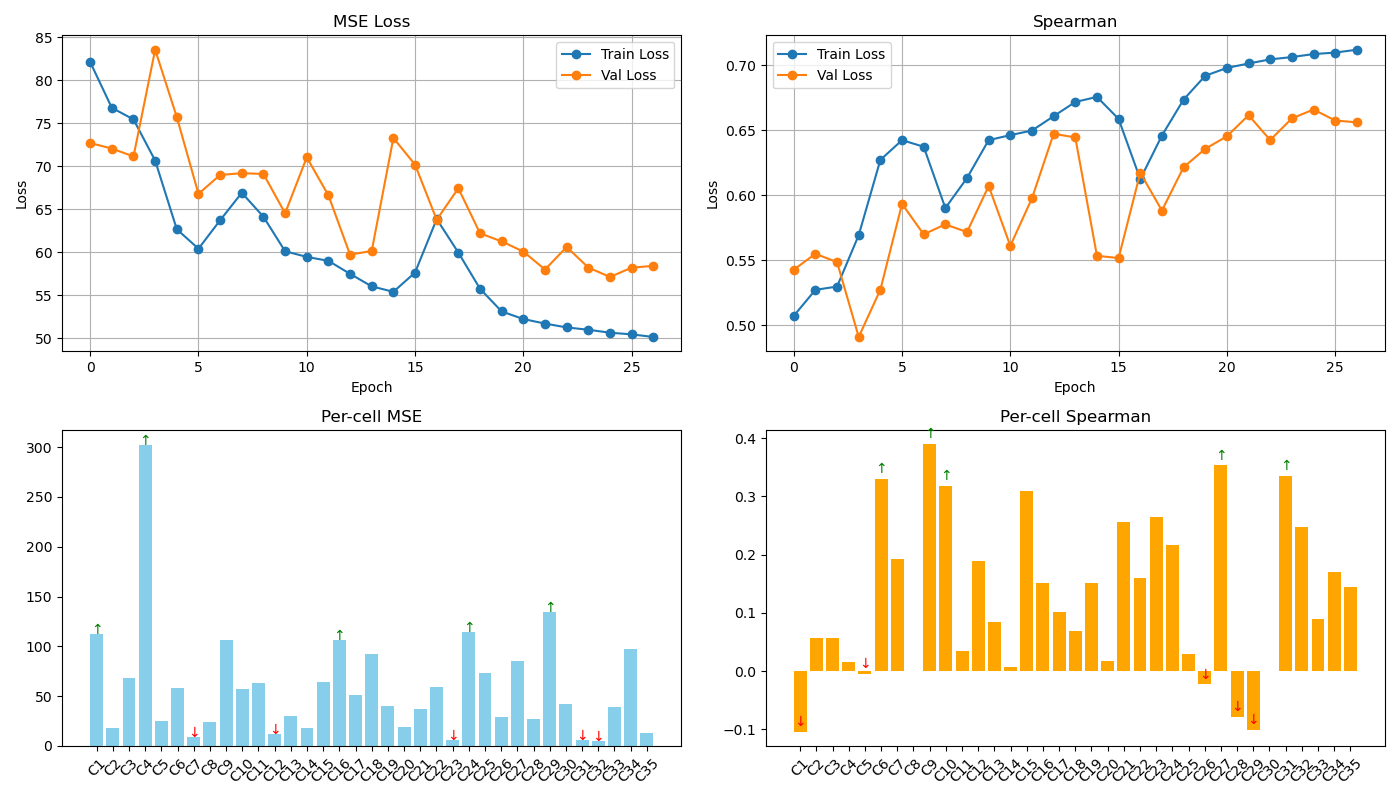 MSE Loss
85
80
75
70
65
60
55
50
Loss
0 5 10 15 20 25
Epoch
Train Loss
Val Loss
Spearman
0.70
0.65
0.60
0.55
0.50
Loss
0 5 10 15 20 25
Epoch
Train Loss
Val Loss
Per-cell MSE
300
250
200
150
100
50
0
↑ ↑ ↑ ↑ ↑
↓ ↓ ↓ ↓ ↓
C1 C2 C3 C4 C5 C6 C7 C8 C9 C10 C11 C12 C13 C14 C15 C16 C17 C18 C19 C20 C21 C22 C23 C24 C25 C26 C27 C28 C29 C30 C31 C32 C33 C34 C35
Per-cell Spearman
0.4
0.3
0.2
0.1
0.0
−0.1
↑ ↑ ↑ ↑ ↑
↓ ↓ ↓ ↓ ↓
C1 C2 C3 C4 C5 C6 C7 C8 C9 C10 C11 C12 C13 C14 C15 C16 C17 C18 C19 C20 C21 C22 C23 C24 C25 C26 C27 C28 C29 C30 C31 C32 C33 C34 C35